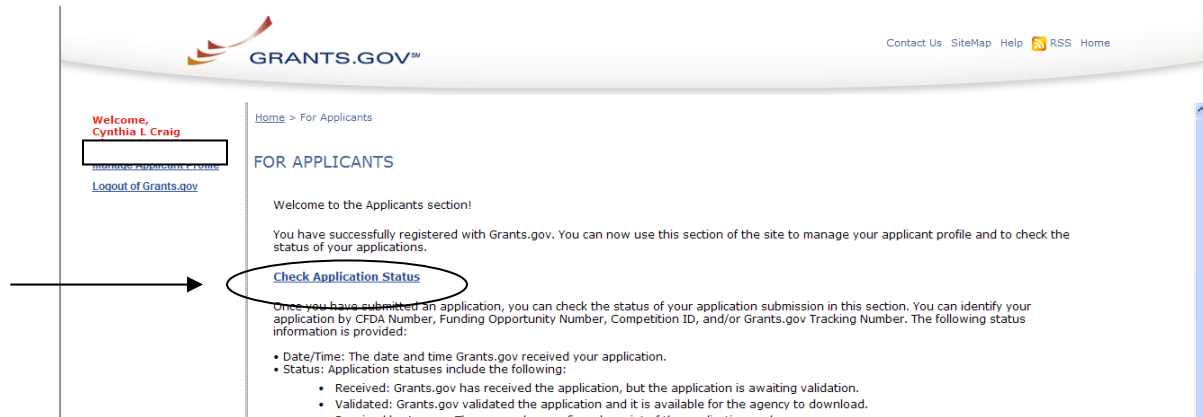 GRANTS.GOV℠
Contact Us SiteMap Help RSS Home
Welcome,
Cynthia L Craig
Manage Applicant Profile
Logout of Grants.gov
Home > For Applicants
FOR APPLICANTS
Welcome to the Applicants section!
You have successfully registered with Grants.gov. You can now use this section of the site to manage your applicant profile and to check the
status of your applications.
Check Application Status
Once you have submitted an application, you can check the status of your application submission in this section. You can identify your
application by CFDA Number, Funding Opportunity Number, Competition ID, and/or Grants.gov Tracking Number. The following status
information is provided:
• Date/Time: The date and time Grants.gov received your application.
• Status: Application statuses include the following:
• Received: Grants.gov has received the application, but the application is awaiting validation.
• Validated: Grants.gov validated the application and it is available for the agency to download.